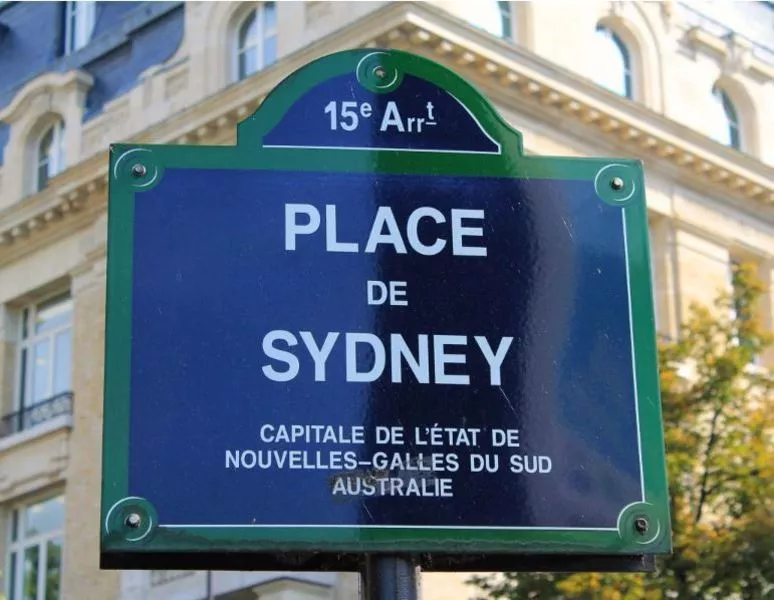 15e Arrt
PLACE
DE
SYDNEY
CAPITALE DE L'ÉTAT DE
NOUVELLES-GALLES DU SUD
AUSTRALIE